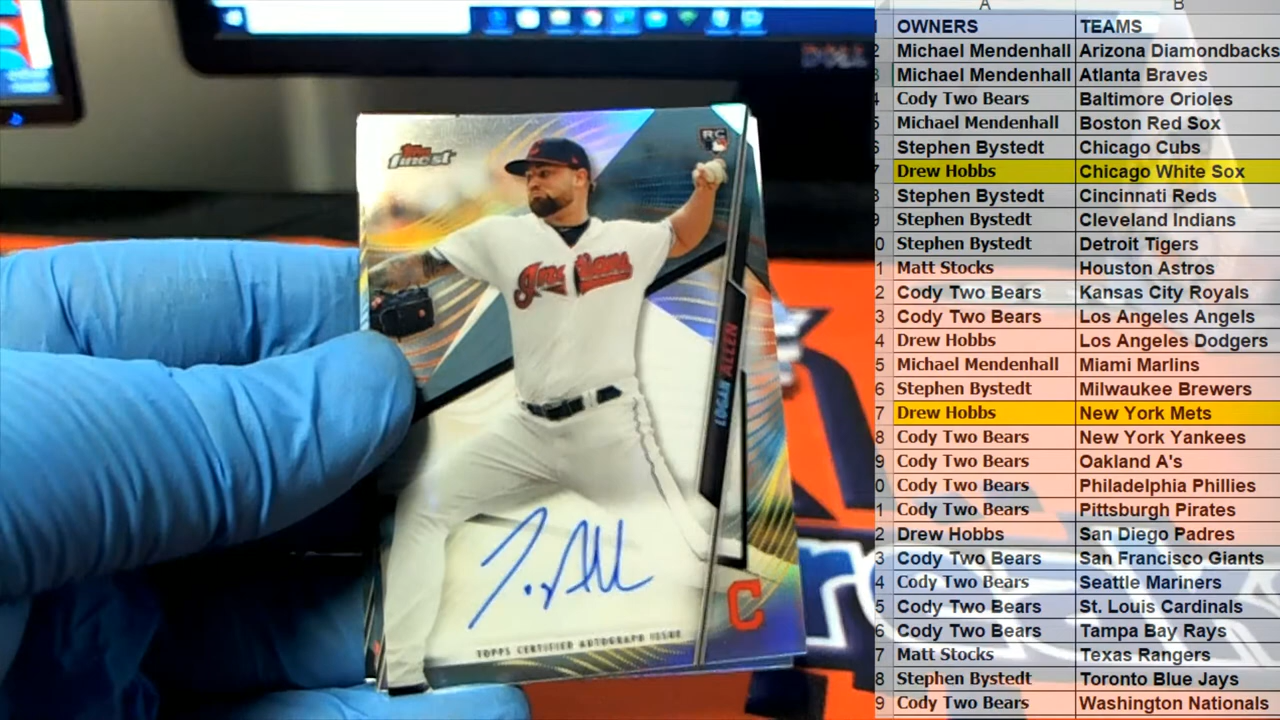 DELL
Topps
finest
RC
Indians
LOGAN ALLEN
L. All
TOPPS CERTIFIED AUTOGRAPH ISSUE
C
A B
OWNERS TEAMS
2 Michael Mendenhall Arizona Diamondbacks
3 Michael Mendenhall Atlanta Braves
4 Cody Two Bears Baltimore Orioles
5 Michael Mendenhall Boston Red Sox
6 Stephen Bystedt Chicago Cubs
7 Drew Hobbs Chicago White Sox
8 Stephen Bystedt Cincinnati Reds
9 Stephen Bystedt Cleveland Indians
0 Stephen Bystedt Detroit Tigers
1 Matt Stocks Houston Astros
2 Cody Two Bears Kansas City Royals
3 Cody Two Bears Los Angeles Angels
4 Drew Hobbs Los Angeles Dodgers
5 Michael Mendenhall Miami Marlins
6 Stephen Bystedt Milwaukee Brewers
7 Drew Hobbs New York Mets
8 Cody Two Bears New York Yankees
9 Cody Two Bears Oakland A's
0 Cody Two Bears Philadelphia Phillies
1 Cody Two Bears Pittsburgh Pirates
2 Drew Hobbs San Diego Padres
3 Cody Two Bears San Francisco Giants
4 Cody Two Bears Seattle Mariners
5 Cody Two Bears St. Louis Cardinals
6 Cody Two Bears Tampa Bay Rays
7 Matt Stocks Texas Rangers
8 Stephen Bystedt Toronto Blue Jays
9 Cody Two Bears Washington Nationals